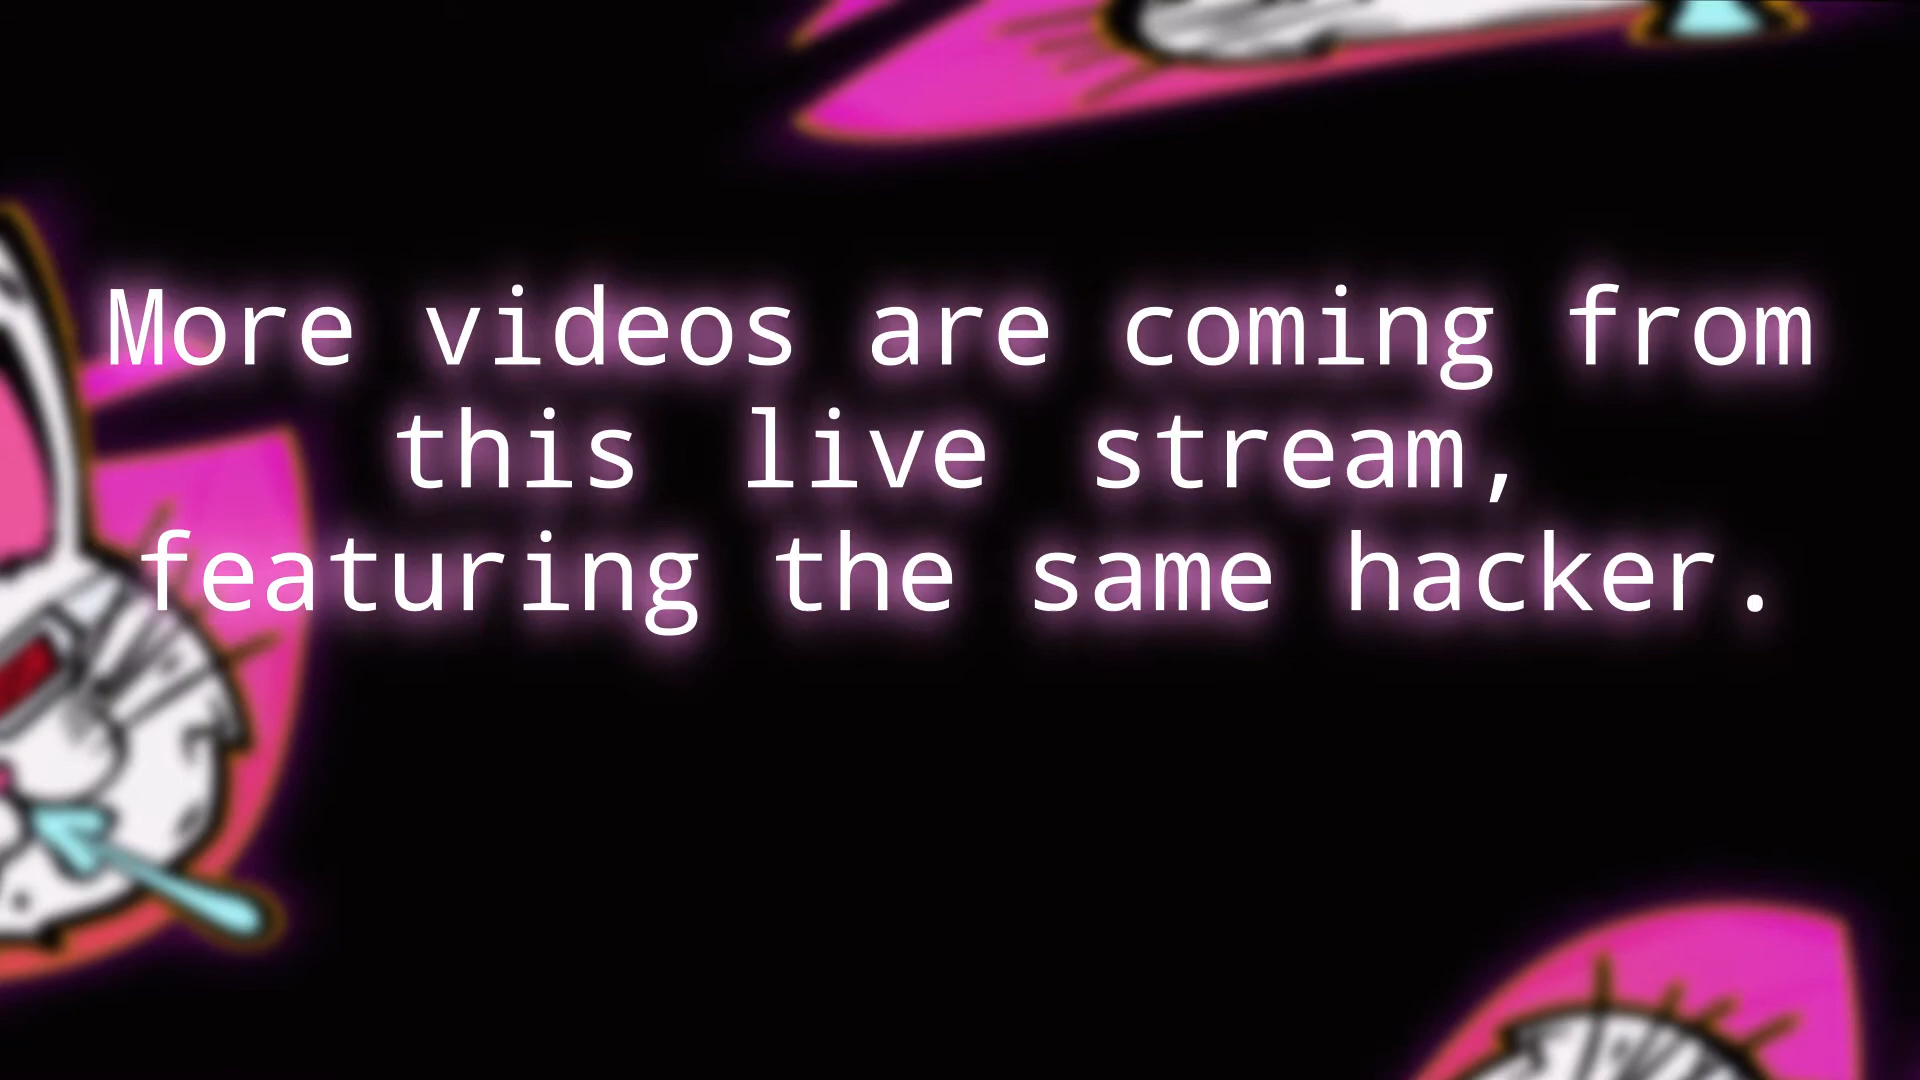 More videos are coming from
this live stream,
featuring the same hacker.